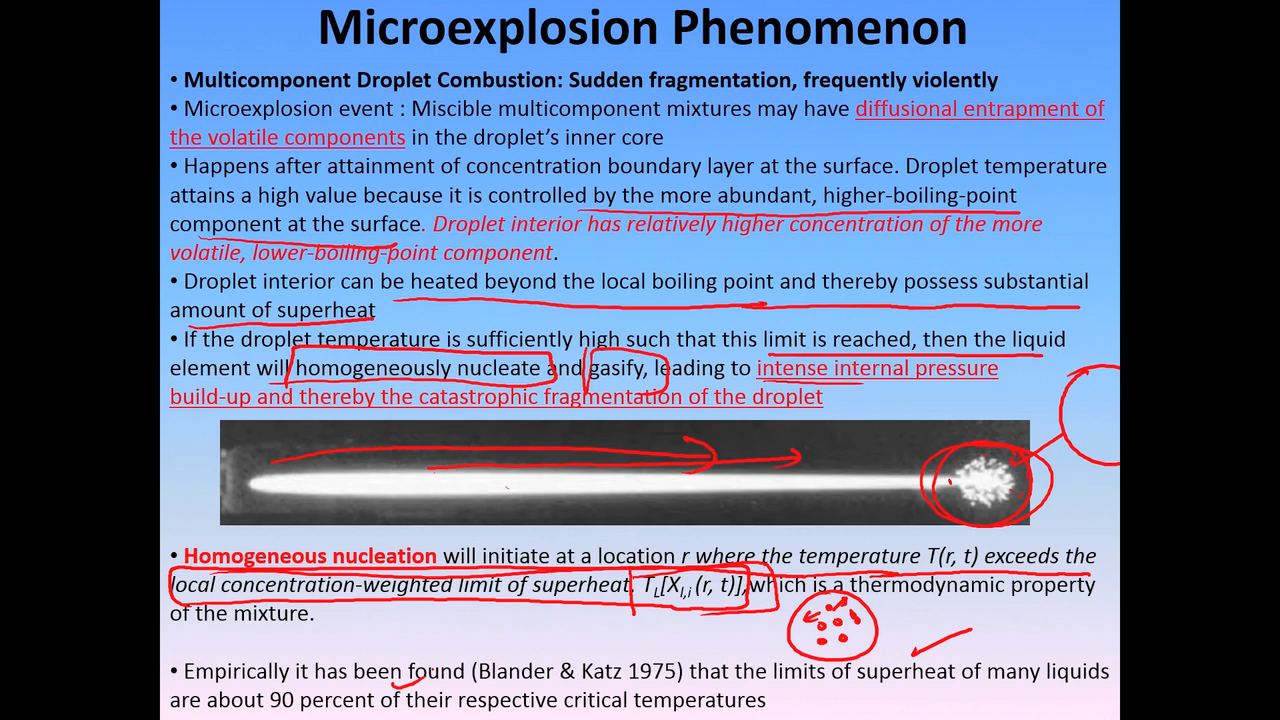 Microexplosion Phenomenon
• Multicomponent Droplet Combustion: Sudden fragmentation, frequently violently
• Microexplosion event : Miscible multicomponent mixtures may have diffusional entrapment of
the volatile components in the droplet's inner core
• Happens after attainment of concentration boundary layer at the surface. Droplet temperature
attains a high value because it is controlled by the more abundant, higher-boiling-point
component at the surface. Droplet interior has relatively higher concentration of the more
volatile, lower-boiling-point component.
• Droplet interior can be heated beyond the local boiling point and thereby possess substantial
amount of superheat
• If the droplet temperature is sufficiently high such that this limit is reached, then the liquid
element will homogeneously nucleate and gasify, leading to intense internal pressure
build-up and thereby the catastrophic fragmentation of the droplet
• Homogeneous nucleation will initiate at a location r where the temperature T(r, t) exceeds the
local concentration-weighted limit of superheat, T_L[X_{l,i} (r, t)], which is a thermodynamic property
of the mixture.
• Empirically it has been found (Blander & Katz 1975) that the limits of superheat of many liquids
are about 90 percent of their respective critical temperatures